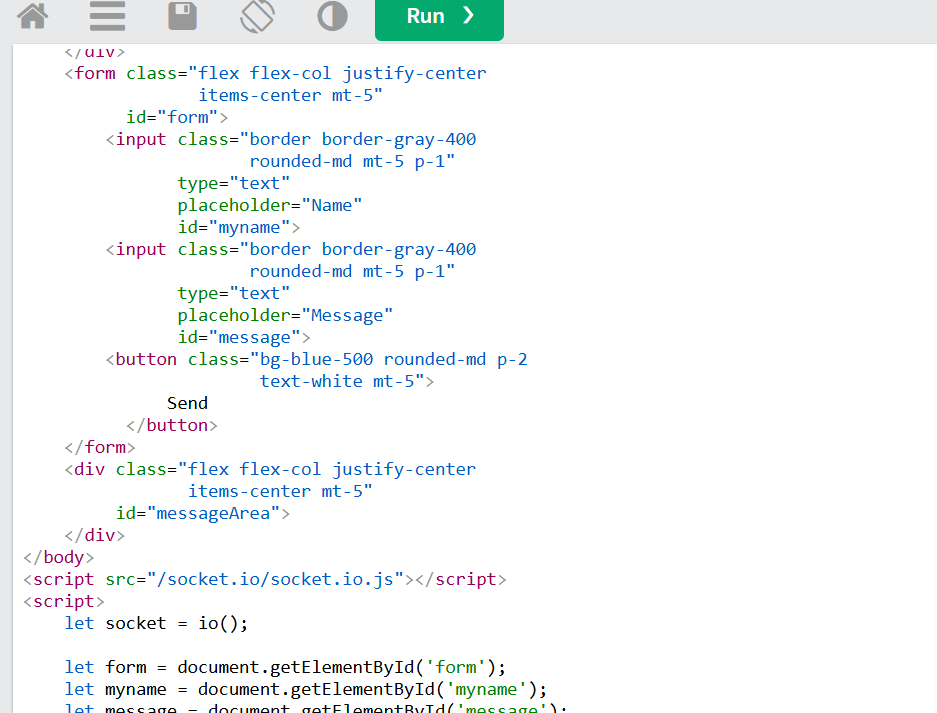 Run ❯
</div>
<form class="flex flex-col justify-center
items-center mt-5"
id="form">
<input class="border border-gray-400
rounded-md mt-5 p-1"
type="text"
placeholder="Name"
id="myname">
<input class="border border-gray-400
rounded-md mt-5 p-1"
type="text"
placeholder="Message"
id="message">
<button class="bg-blue-500 rounded-md p-2
text-white mt-5">
Send
</button>
</form>
<div class="flex flex-col justify-center
items-center mt-5"
id="messageArea">
</div>
</body>
<script src="/socket.io/socket.io.js"></script>
<script>
let socket = io();
let form = document.getElementById('form');
let myname = document.getElementById('myname');
let message = document.getElementById('message');